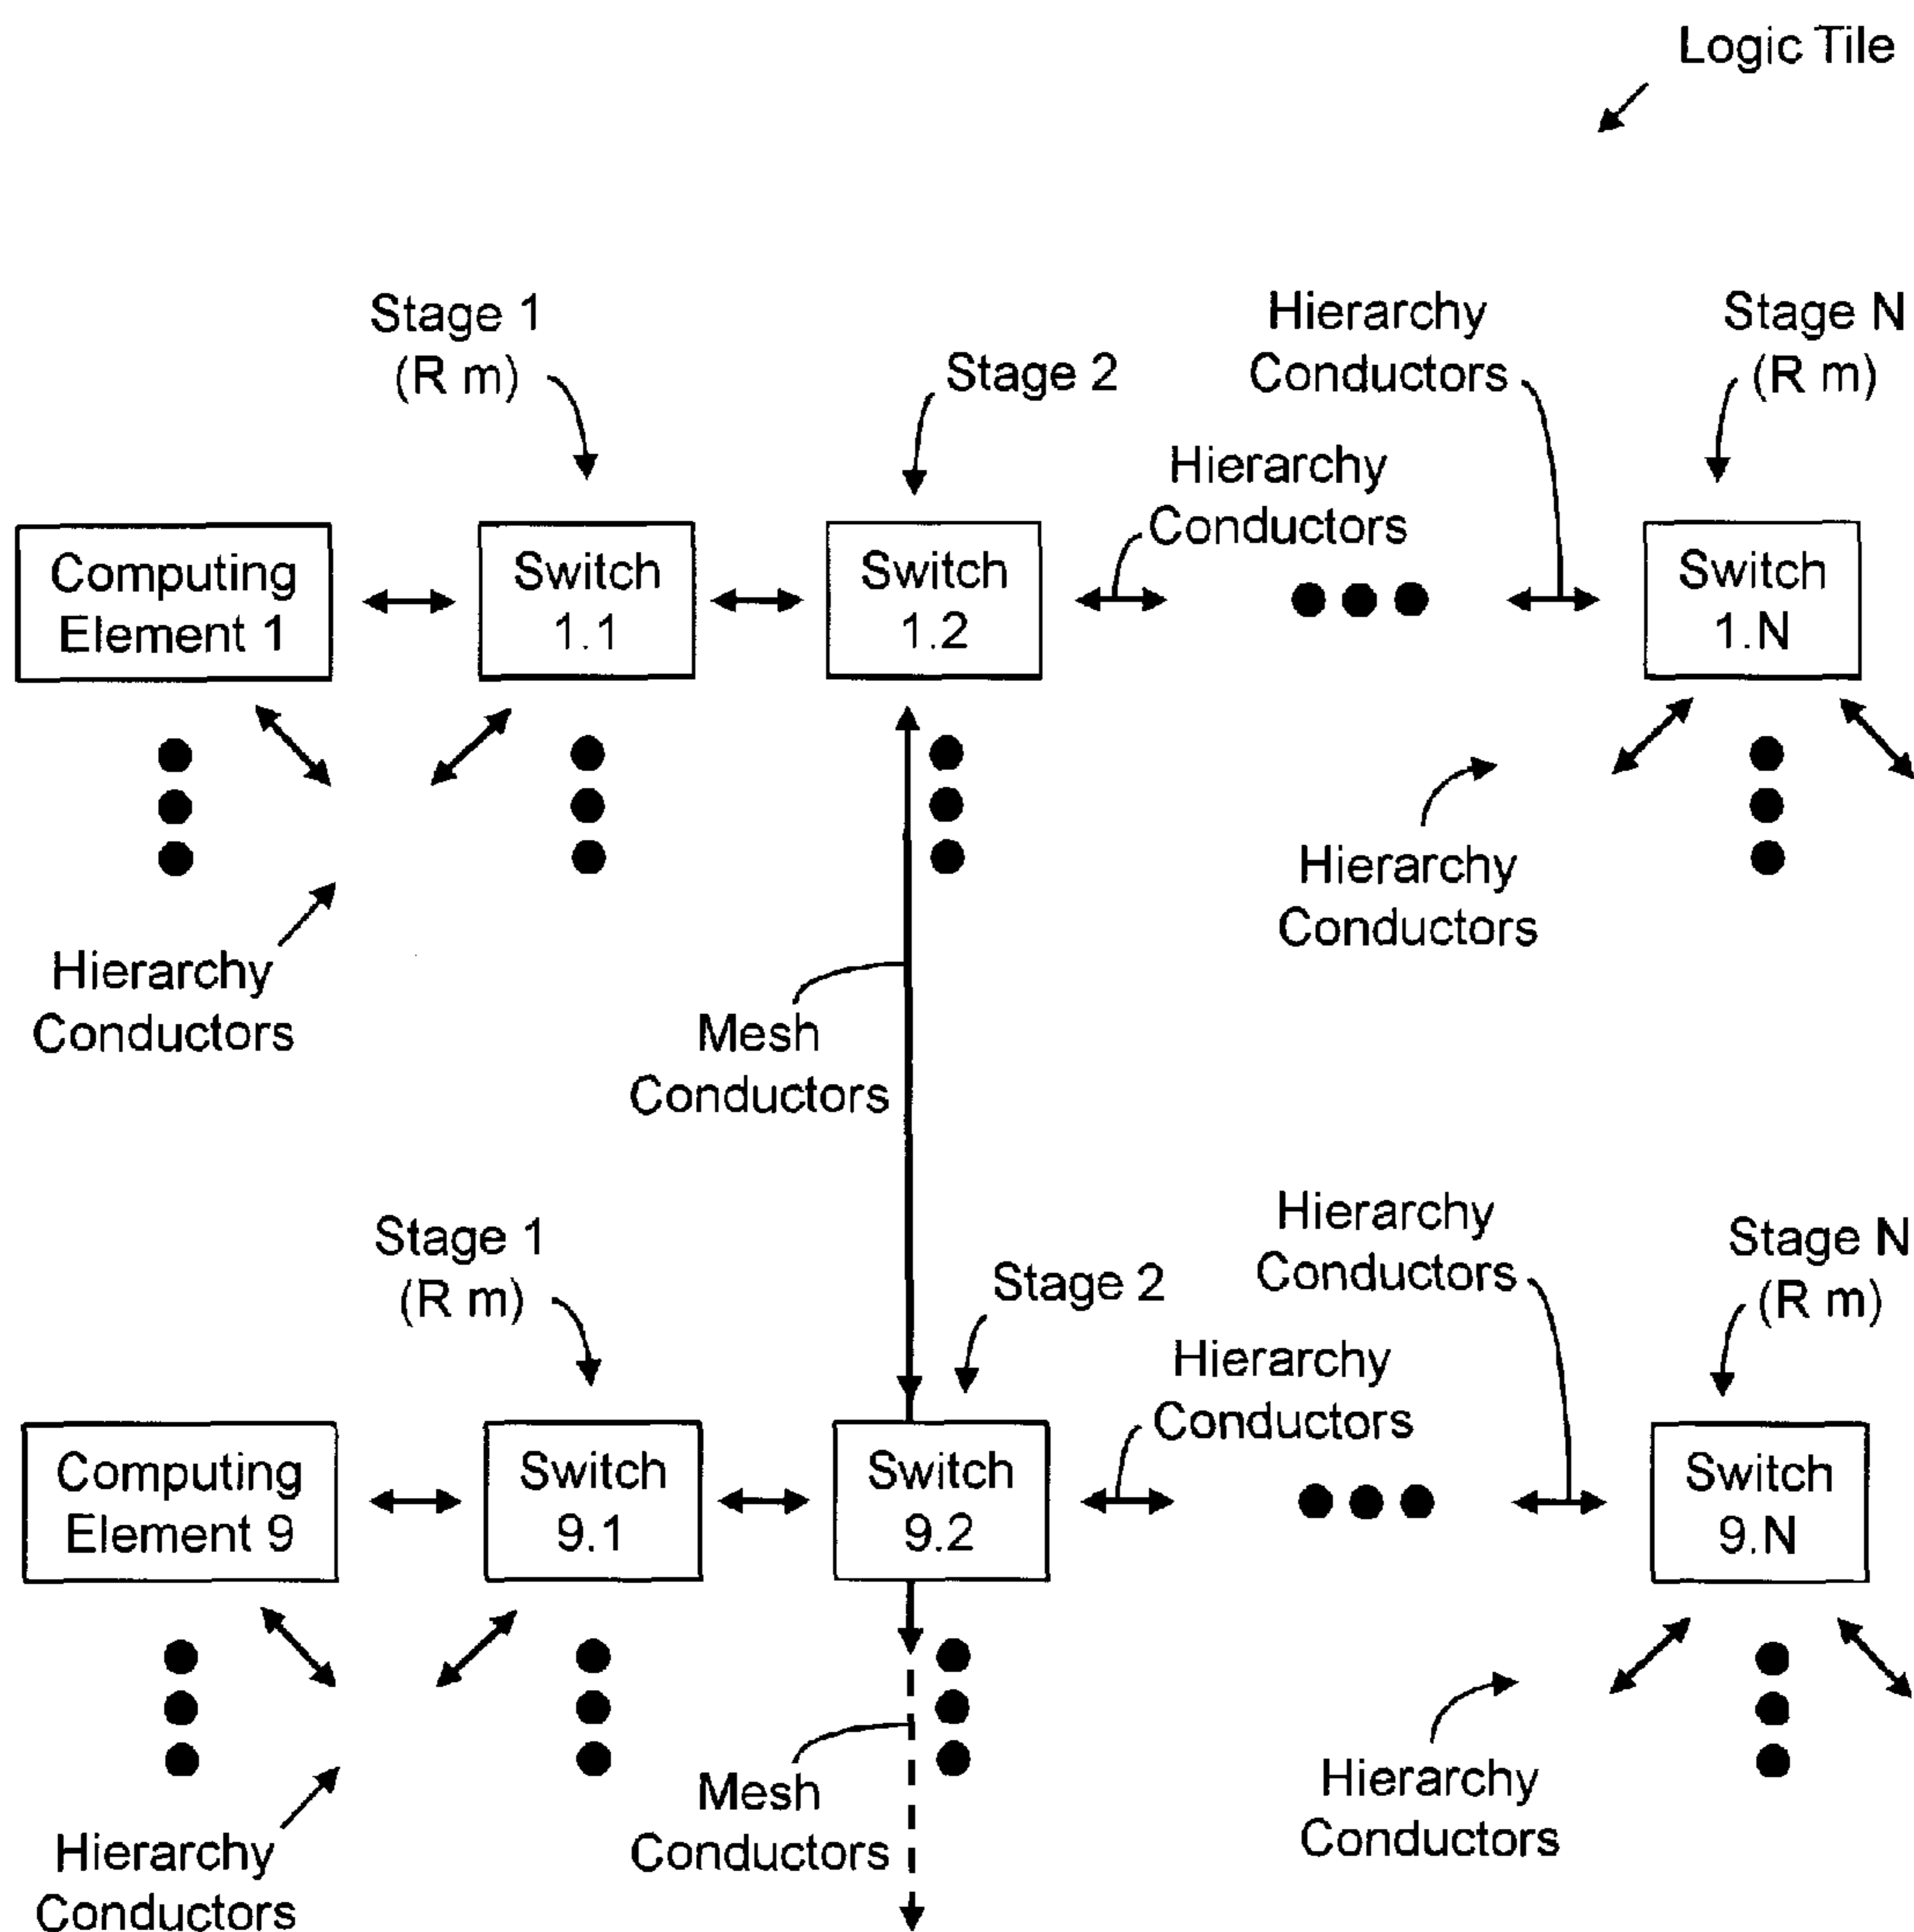 Logic Tile
Stage 1
(R m)
Stage 2
Hierarchy
Conductors
Stage N
(R m)
Hierarchy
Conductors
Computing
Element 1
Switch
1.1
Switch
1.2
Switch
1.N
Hierarchy
Conductors
Hierarchy
Conductors
Mesh
Conductors
Stage 1
(R m)
Stage 2
Hierarchy
Conductors
Stage N
(R m)
Hierarchy
Conductors
Computing
Element 9
Switch
9.1
Switch
9.2
Switch
9.N
Hierarchy
Conductors
Mesh
Conductors
Hierarchy
Conductors